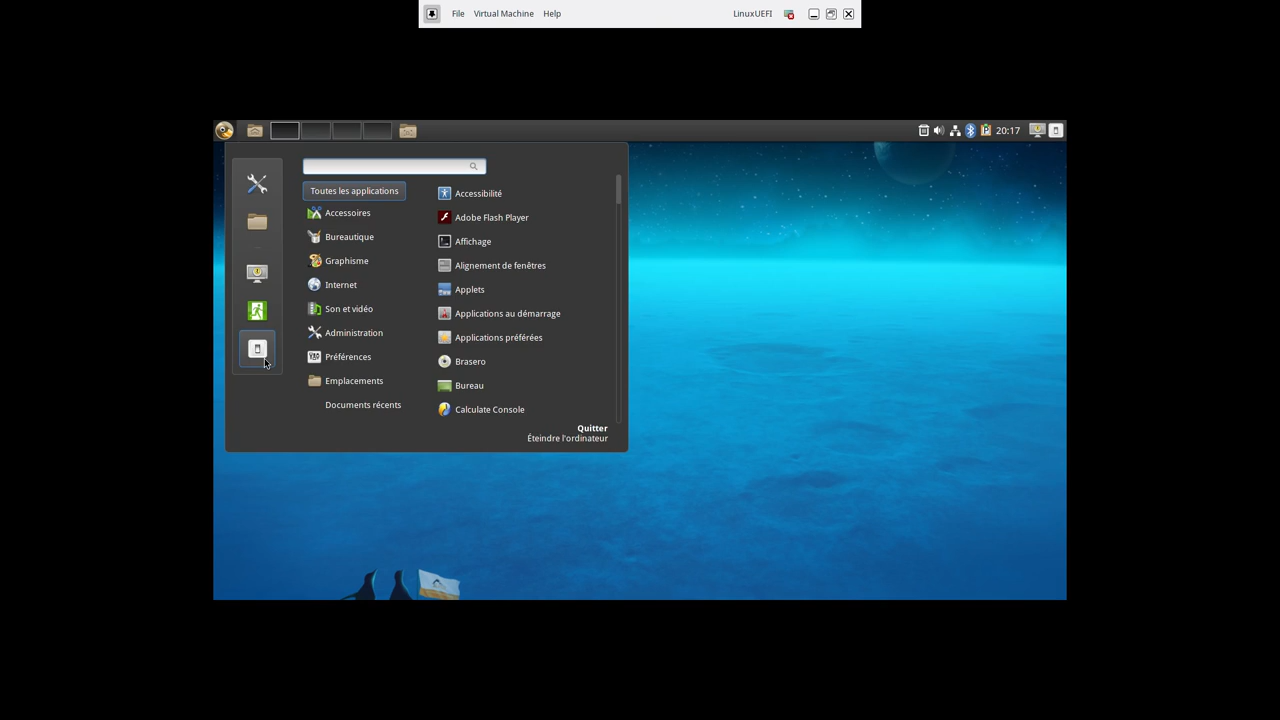 File Virtual Machine Help LinuxUEFI
20:17
Toutes les applications
Accessoires
Bureautique
Graphisme
Internet
Son et vidéo
Administration
Préférences
Emplacements
Documents récents
Accessibilité
Adobe Flash Player
Affichage
Alignement de fenêtres
Applets
Applications au démarrage
Applications préférées
Brasero
Bureau
Calculate Console
Quitter
Éteindre l'ordinateur